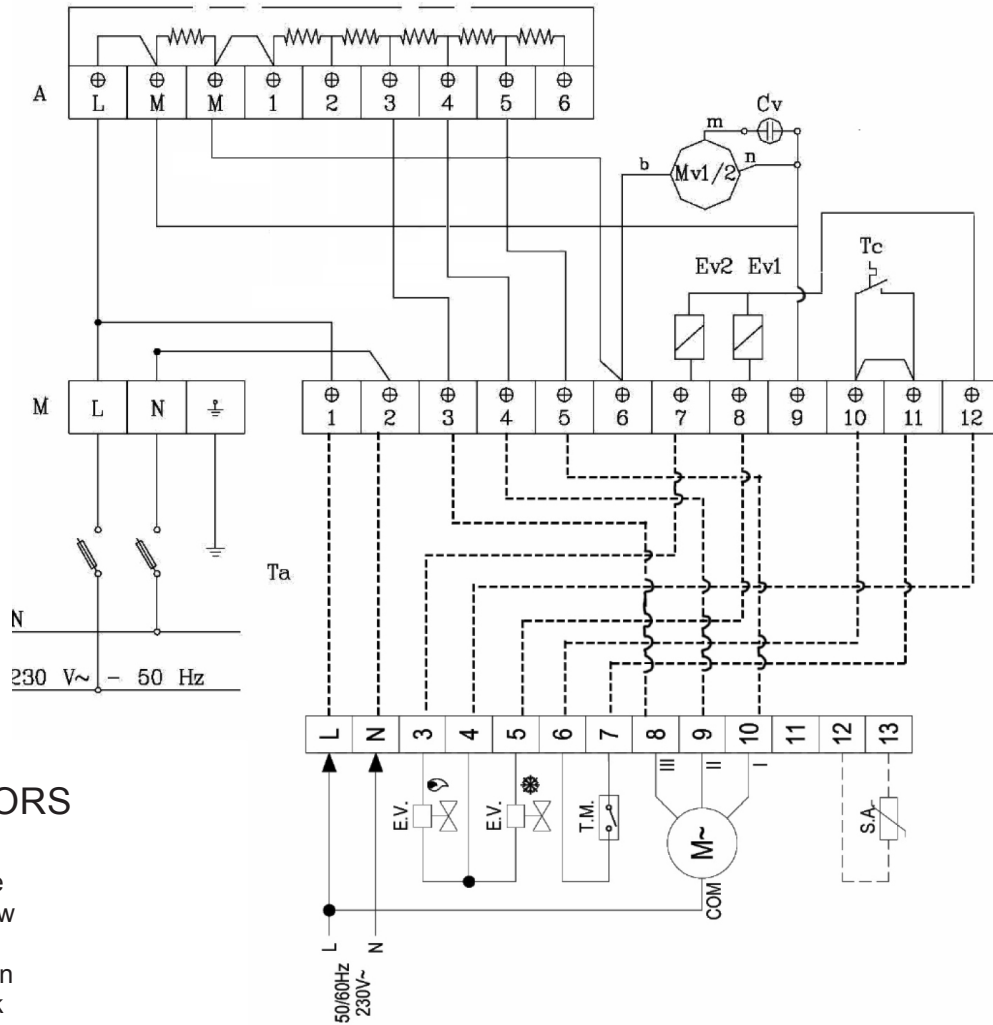 A
L M M 1 2 3 4 5 6
Cv
m
b Mv1/2 n
Ev2 Ev1 Tc
M L N
1 2 3 4 5 6 7 8 9 10 11 12
Ta
N
230 V~ - 50 Hz
L N 3 4 5 6 7 8 9 10 11 12 13
III II I
E.V. E.V. T.M. M~ S.A.
COM
L N
50/60Hz
230V~
ORS
e
w
n
k